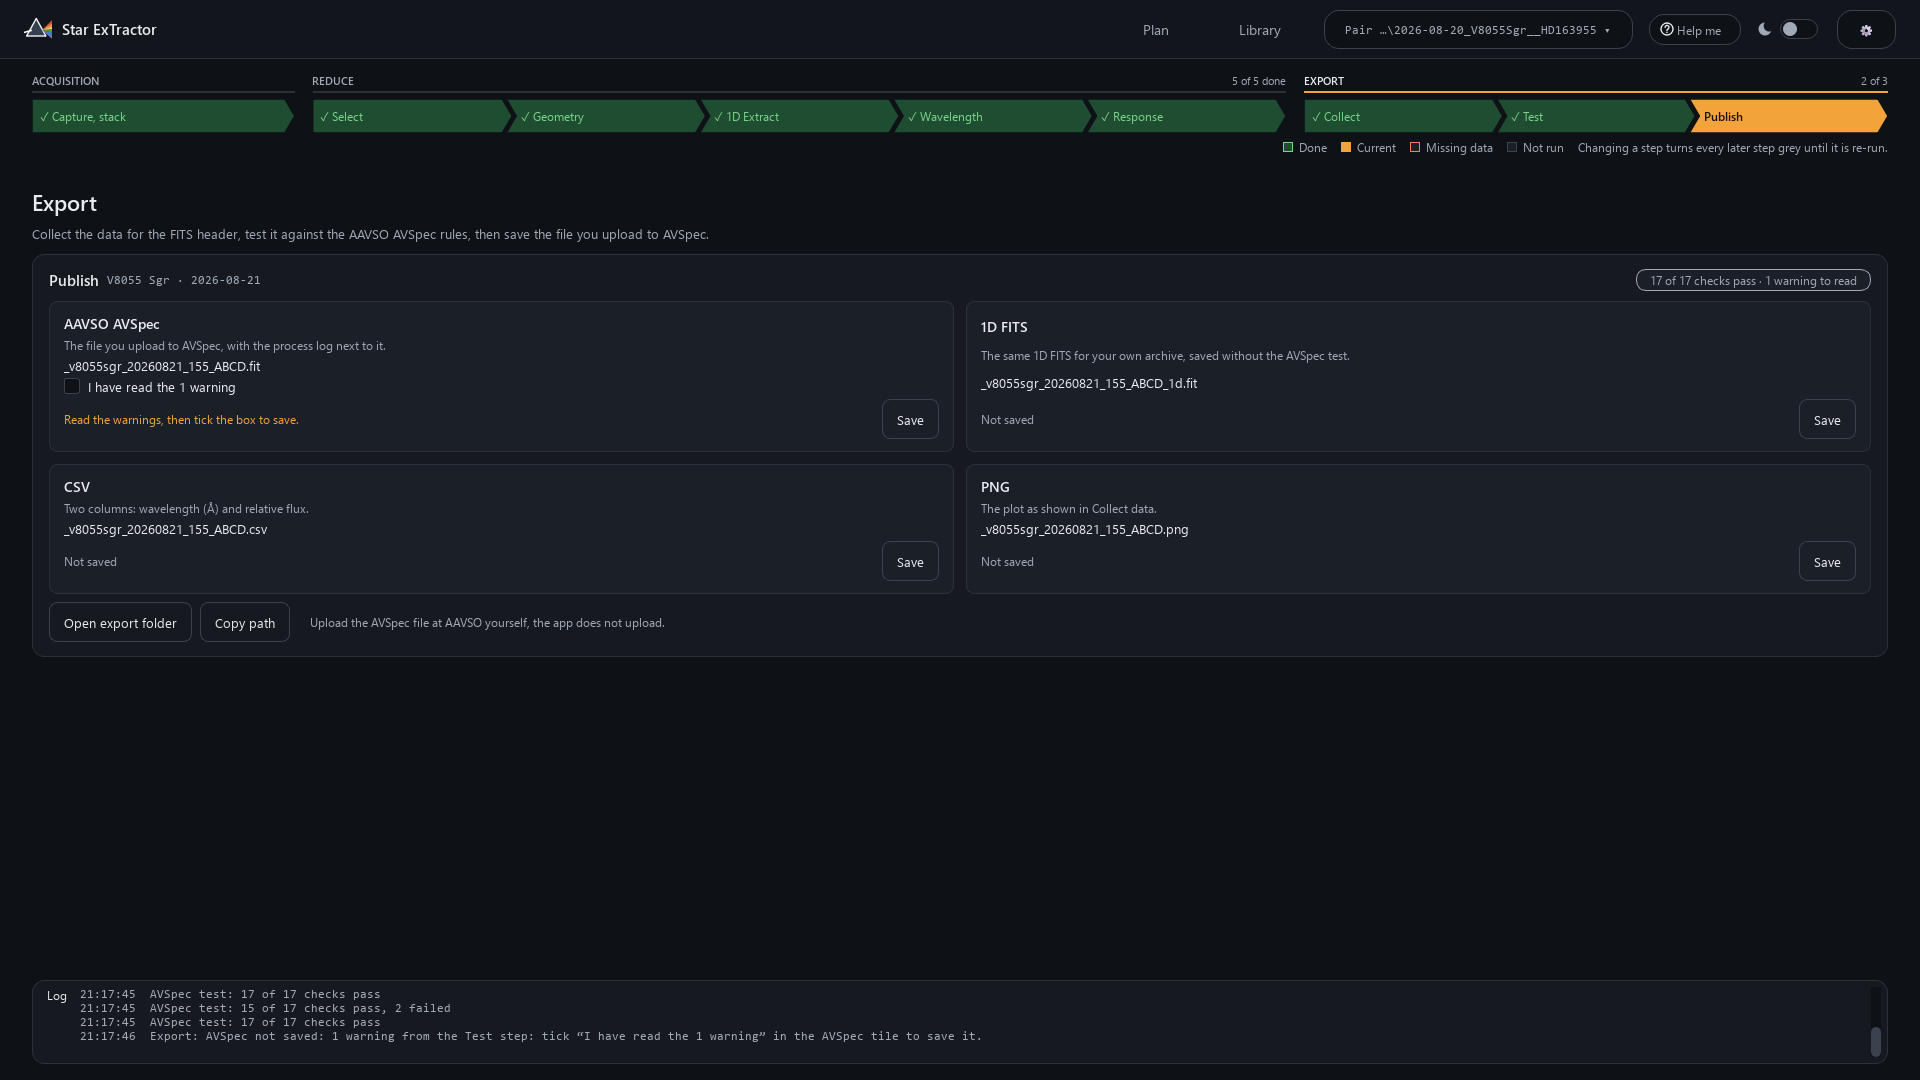 Star ExTractor
Plan
Library
Pair …\2026-08-20_V8055Sgr__HD163955 ▾
Help me
ACQUISITION
✓ Capture, stack
REDUCE
5 of 5 done
✓ Select
✓ Geometry
✓ 1D Extract
✓ Wavelength
✓ Response
EXPORT
2 of 3
✓ Collect
✓ Test
Publish
Done
Current
Missing data
Not run
Changing a step turns every later step grey until it is re-run.
Export
Collect the data for the FITS header, test it against the AAVSO AVSpec rules, then save the file you upload to AVSpec.
Publish V8055 Sgr · 2026-08-21
17 of 17 checks pass · 1 warning to read
AAVSO AVSpec
The file you upload to AVSpec, with the process log next to it.
_v8055sgr_20260821_155_ABCD.fit
I have read the 1 warning
Read the warnings, then tick the box to save.
Save
1D FITS
The same 1D FITS for your own archive, saved without the AVSpec test.
_v8055sgr_20260821_155_ABCD_1d.fit
Not saved
Save
CSV
Two columns: wavelength (Å) and relative flux.
_v8055sgr_20260821_155_ABCD.csv
Not saved
Save
PNG
The plot as shown in Collect data.
_v8055sgr_20260821_155_ABCD.png
Not saved
Save
Open export folder
Copy path
Upload the AVSpec file at AAVSO yourself, the app does not upload.
Log
21:17:45 AVSpec test: 17 of 17 checks pass
21:17:45 AVSpec test: 15 of 17 checks pass, 2 failed
21:17:45 AVSpec test: 17 of 17 checks pass
21:17:46 Export: AVSpec not saved: 1 warning from the Test step: tick “I have read the 1 warning” in the AVSpec tile to save it.